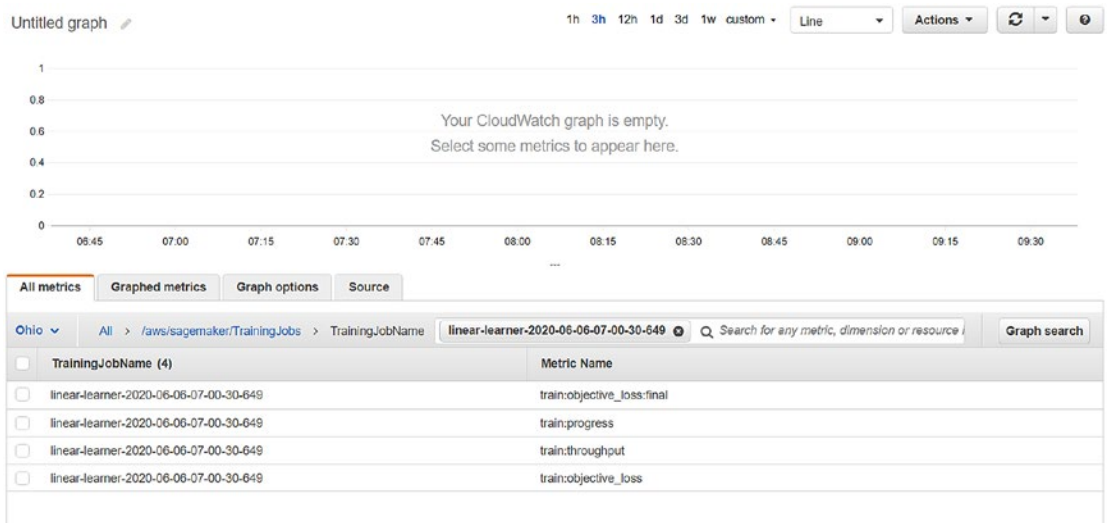 Untitled graph
1h 3h 12h 1d 3d 1w custom
Line
Actions
1
0.8
0.6
0.4
0.2
0
Your CloudWatch graph is empty.
Select some metrics to appear here.
06:45 07:00 07:15 07:30 07:45 08:00 08:15 08:30 08:45 09:00 09:15 09:30
All metrics Graphed metrics Graph options Source
Ohio All > /aws/sagemaker/TrainingJobs > TrainingJobName linear-learner-2020-06-06-07-00-30-649 Search for any metric, dimension or resource Graph search
TrainingJobName (4) Metric Name
linear-learner-2020-06-06-07-00-30-649 train:objective_loss:final
linear-learner-2020-06-06-07-00-30-649 train:progress
linear-learner-2020-06-06-07-00-30-649 train:throughput
linear-learner-2020-06-06-07-00-30-649 train:objective_loss